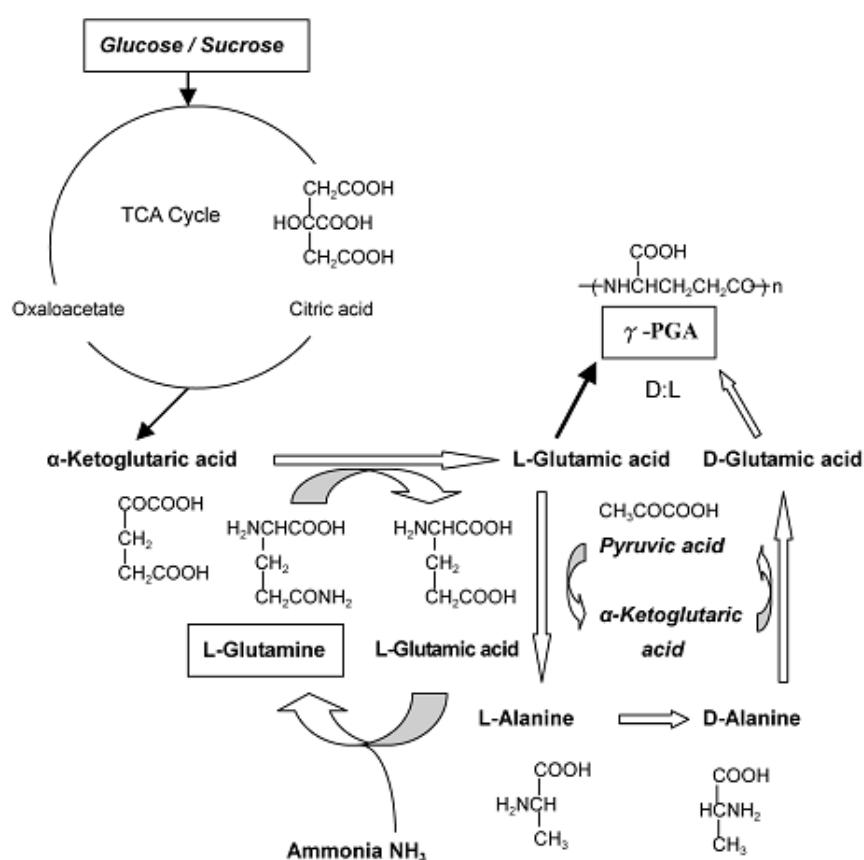 Glucose / Sucrose
TCA Cycle
CH₂COOH
HOCCOOH
CH₂COOH
Oxaloacetate
Citric acid
COOH
–(NHCHCH₂CH₂CO–)n
γ-PGA
D:L
α-Ketoglutaric acid
L-Glutamic acid
D-Glutamic acid
COCOOH
CH₂
CH₂COOH
H₂NCHCOOH
CH₂
CH₂CONH₂
H₂NCHCOOH
CH₂
CH₂COOH
CH₃COCOOH
Pyruvic acid
α-Ketoglutaric
acid
L-Glutamine
L-Glutamic acid
L-Alanine
D-Alanine
COOH
H₂NCH
CH₃
COOH
HCNH₂
CH₃
Ammonia NH₃